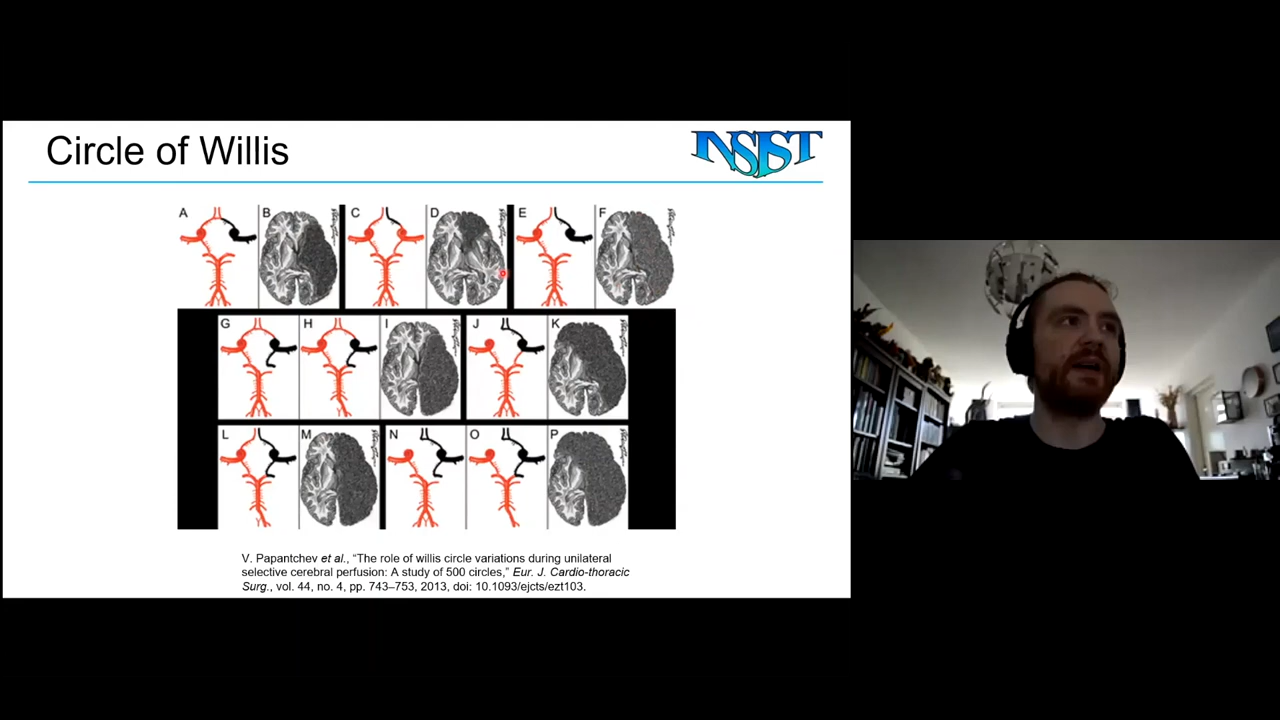 Circle of Willis
INSIST
A B C D E F
G H I J K
L M N O P
V. Papantchev et al., “The role of willis circle variations during unilateral
selective cerebral perfusion: A study of 500 circles,” Eur. J. Cardio-thoracic
Surg., vol. 44, no. 4, pp. 743–753, 2013, doi: 10.1093/ejcts/ezt103.